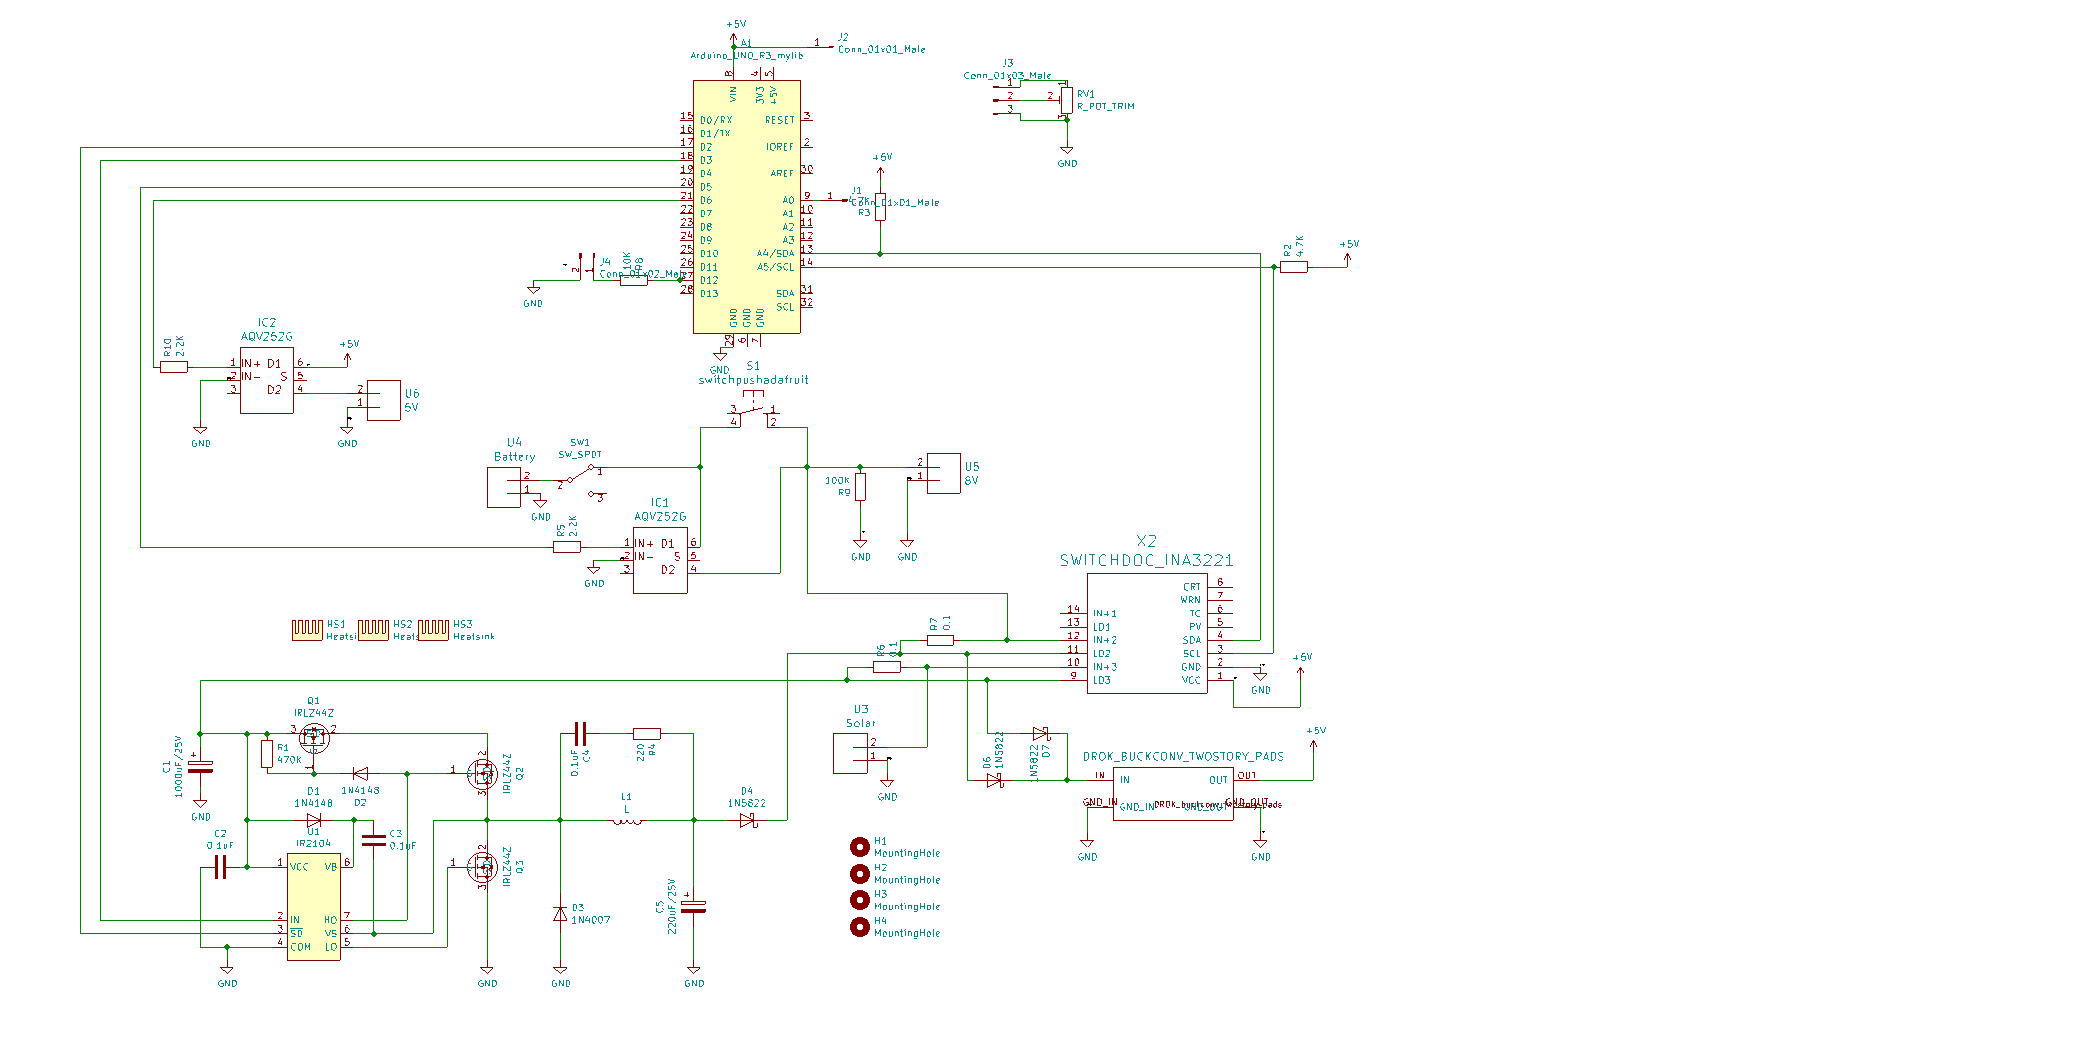 +5V
A1
Arduino_UNO_R3_mylib
1
J2
Conn_01x01_Male
8
4
5
VIN
3V3
+5V
15
D0/RX
16
D1/TX
17
D2
18
D3
19
D4
20
D5
21
D6
22
D7
23
D8
24
D9
25
D10
26
D11
27
D12
28
D13
RESET
3
IOREF
2
AREF
30
A0
9
A1
10
A2
11
A3
12
A4/SDA
13
A5/SCL
14
SDA
31
SCL
32
GND
GND
GND
29
6
7
GND
J3
Conn_01x03_Male
1
2
3
1
2
3
RV1
R_POT_TRIM
GND
+5V
1
J1
Conn_01x01_Male
4.7K
R3
R2
4.7K
+5V
J4
Conn_01x02_Male
2
1
10K
R8
GND
IC2
AQV252G
R10
2.2K
1
2
3
IN+
IN-
D1
S
D2
6
5
4
+5V
2
1
U6
5V
GND
GND
S1
switchpushadafruit
3
4
1
2
U4
Battery
2
1
GND
SW1
SW_SPDT
2
1
3
IC1
AQV252G
R5
2.2K
1
2
3
IN+
IN-
D1
S
D2
6
5
4
GND
100K
R9
GND
2
1
U5
8V
GND
X2
SWITCHDOC_INA3221
14
IN+1
13
LD1
12
IN+2
11
LD2
10
IN+3
9
LD3
CRT
8
WRN
7
TC
6
PV
5
SDA
4
SCL
3
GND
2
VCC
1
GND
+5V
R7
0.1
R6
0.1
HS1
HS2
HS3
Heatsink
Q1
IRLZ44Z
3
2
1
R1
470K
C1
1000uF/25V
GND
D1
1N4148
1N4148
D2
C2
0.1uF
C3
0.1uF
U1
IR2104
1
VCC
2
IN
3
SD
4
COM
VB
8
HO
7
VS
6
LO
5
GND
1
2
3
IRLZ44Z
Q2
1
2
3
IRLZ44Z
Q3
GND
0.1uF
C4
220
R4
L1
L
D3
1N4007
GND
D4
1N5822
C5
220uF/25V
GND
U3
Solar
2
1
GND
D6
1N5822
1N5822
D7
DROK_BUCKCONV_TWOSTORY_PADS
IN
IN
OUT
OUT
GND_IN
GND_IN
DROK_buckconv_twostory_pads
GND_OUT
GND_OUT
+5V
GND
GND
H1
MountingHole
H2
MountingHole
H3
MountingHole
H4
MountingHole